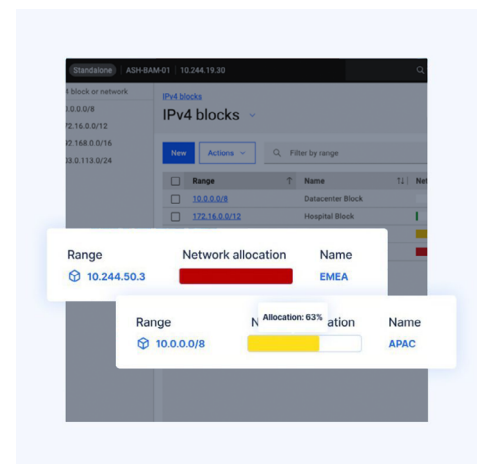 Standalone ASH-BAM-01 10.244.19.30
block or network
IPv4 blocks
IPv4 blocks
0.0.0/8
72.16.0.0/12
92.168.0.0/16
03.0.113.0/24
New Actions Filter by range
Range Name Net
10.0.0.0/8 Datacenter Block
172.16.0.0/12 Hospital Block
Range Network allocation Name
10.244.50.3 EMEA
Range N Allocation: 63% ation Name
10.0.0.0/8 APAC